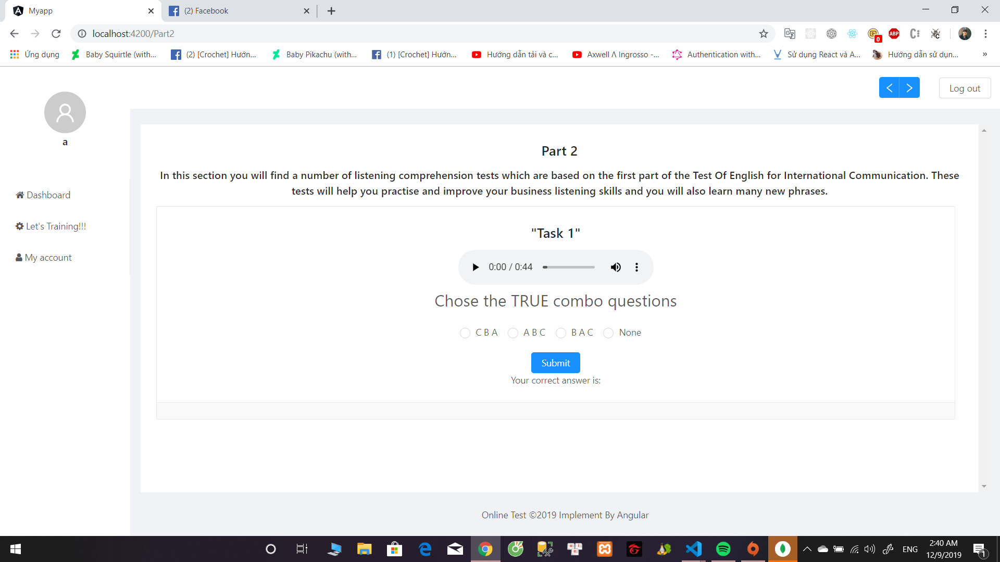 Myapp
(2) Facebook
localhost:4200/Part2
0
ABP
Ứng dụng
Baby Squirtle (with...
(2) [Crochet] Hướn...
Baby Pikachu (with...
(1) [Crochet] Hướn...
Hướng dẫn tải và c...
Axwell Λ Ingrosso -...
Authentication with...
Sử dụng React và A...
Hướng dẫn sử dụn...
»
Log out
a
Dashboard
Let's Training!!!
My account
Part 2
In this section you will find a number of listening comprehension tests which are based on the first part of the Test Of English for International Communication. These
tests will help you practise and improve your business listening skills and you will also learn many new phrases.
"Task 1"
0:00 / 0:44
Chose the TRUE combo questions
C B A
A B C
B A C
None
Submit
Your correct answer is:
Online Test ©2019 Implement By Angular
ENG
2:40 AM
12/9/2019
1